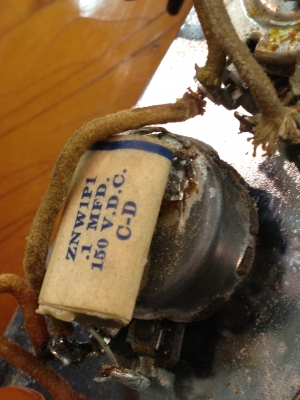 ZNW1P1
.1 MFD.
150 V.D.C.
C-D